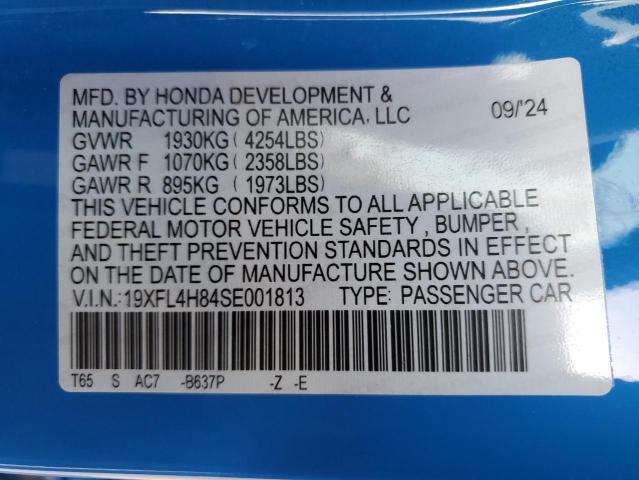 MFD. BY HONDA DEVELOPMENT &
MANUFACTURING OF AMERICA, LLC 09/'24
GVWR 1930KG ( 4254LBS)
GAWR F 1070KG ( 2358LBS)
GAWR R 895KG ( 1973LBS)
THIS VEHICLE CONFORMS TO ALL APPLICABLE
FEDERAL MOTOR VEHICLE SAFETY , BUMPER ,
AND THEFT PREVENTION STANDARDS IN EFFECT
ON THE DATE OF MANUFACTURE SHOWN ABOVE.
V.I.N.:19XFL4H84SE001813 TYPE: PASSENGER CAR
T65 S AC7 -B637P -Z -E